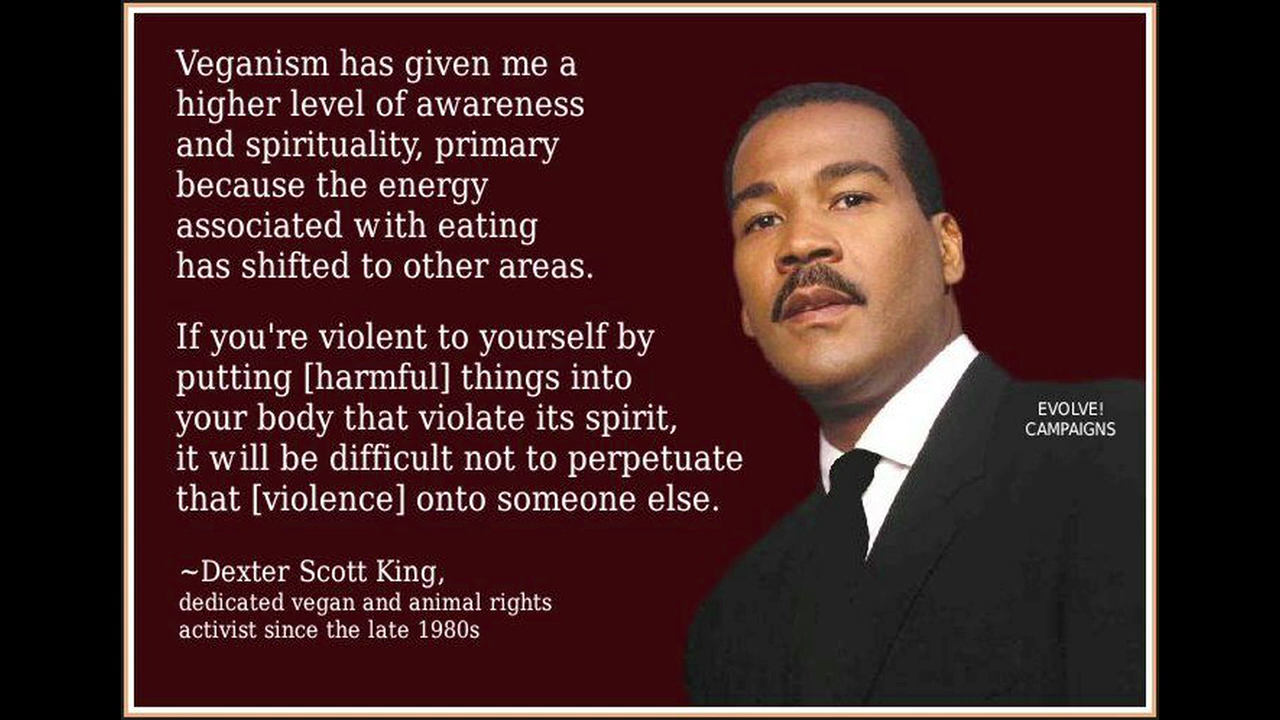 Veganism has given me a
higher level of awareness
and spirituality, primary
because the energy
associated with eating
has shifted to other areas.
If you're violent to yourself by
putting [harmful] things into
your body that violate its spirit,
it will be difficult not to perpetuate
that [violence] onto someone else.
~Dexter Scott King,
dedicated vegan and animal rights
activist since the late 1980s
EVOLVE!
CAMPAIGNS